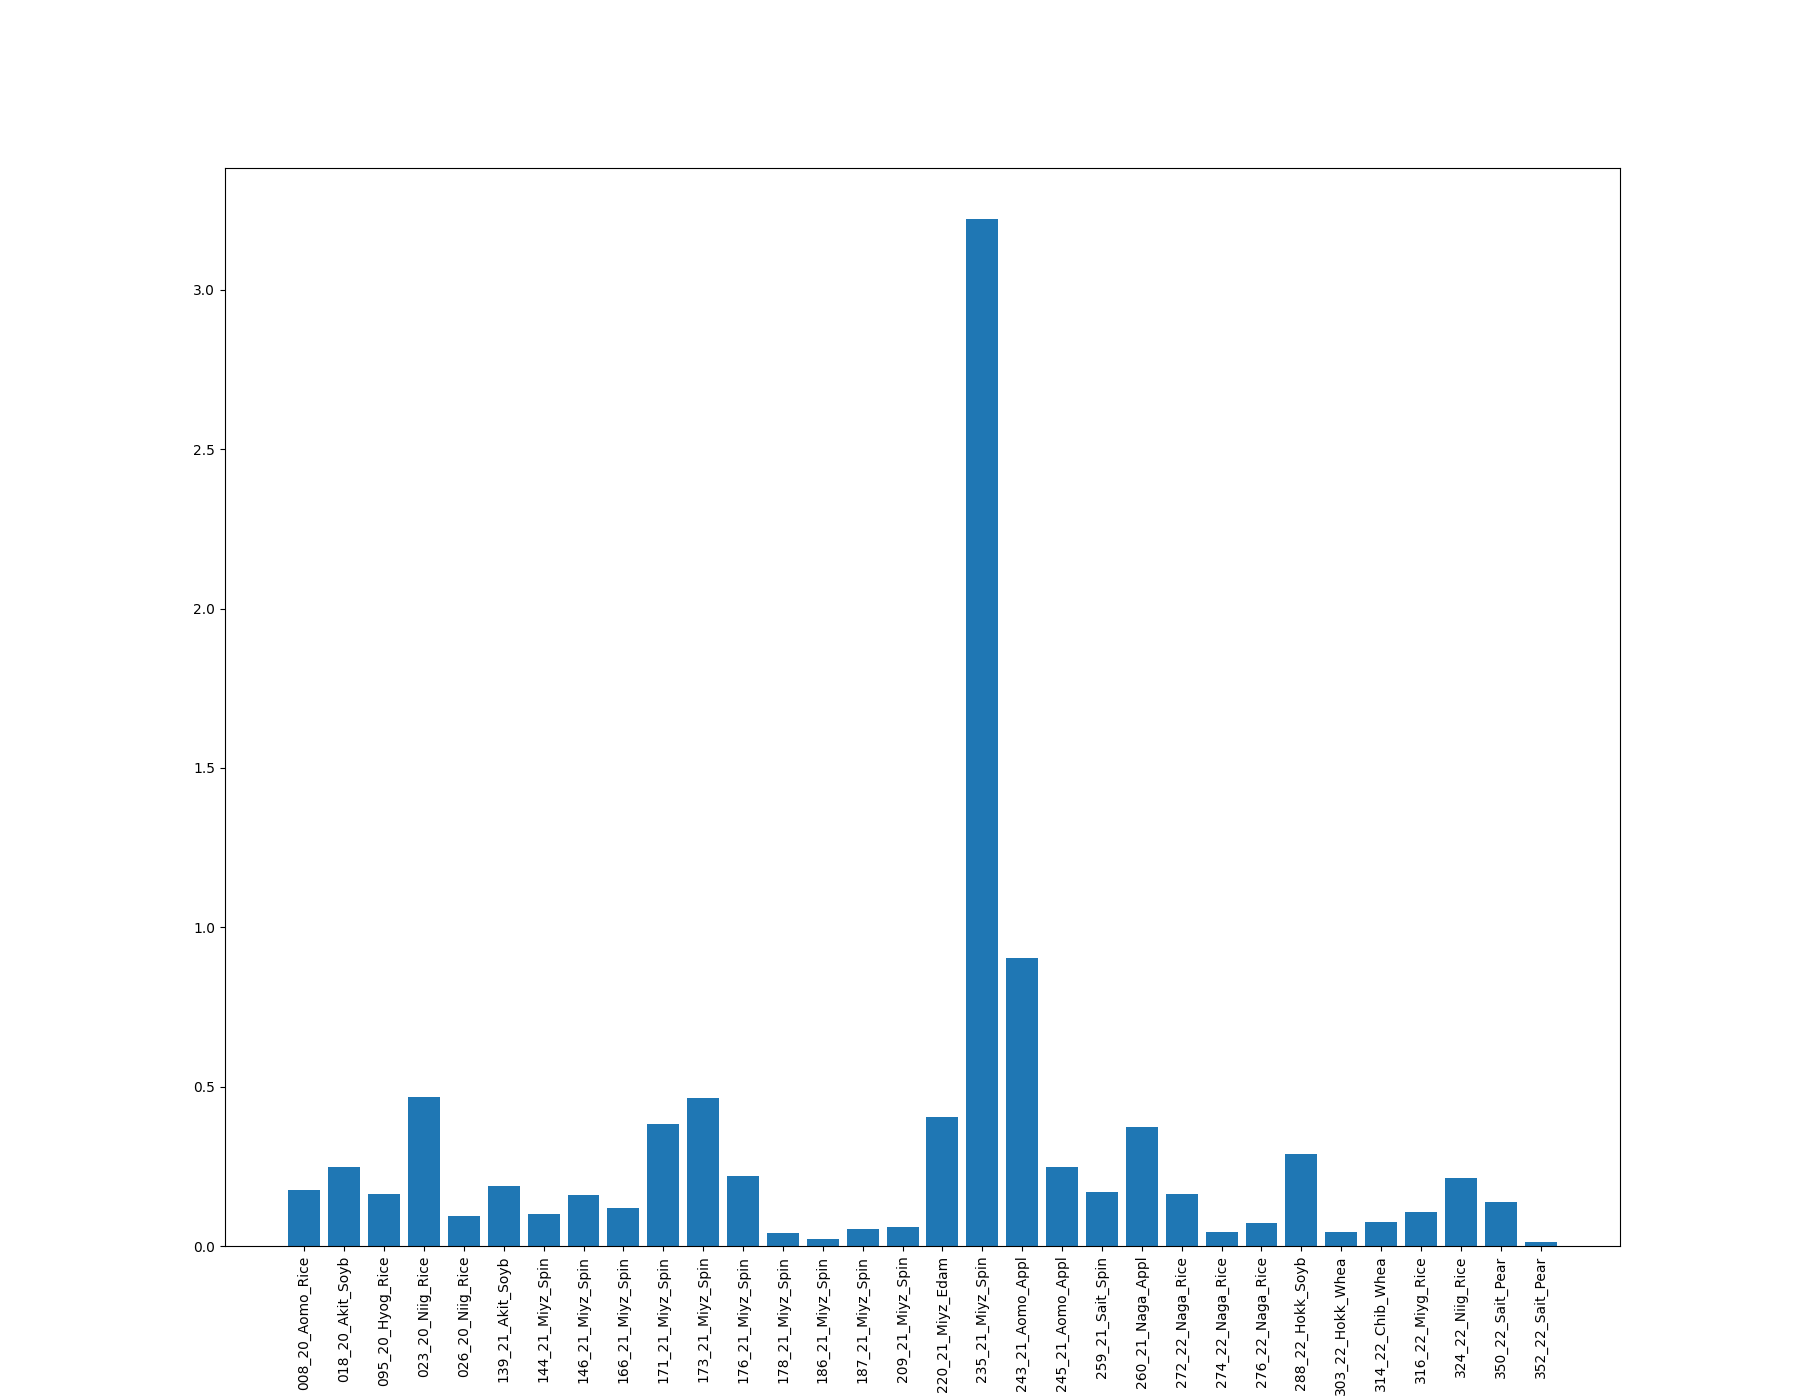 3.0
2.5
2.0
1.5
1.0
0.5
0.0
008_20_Aomo_Rice
018_20_Akit_Soyb
095_20_Hyog_Rice
023_20_Niig_Rice
026_20_Niig_Rice
139_21_Akit_Soyb
144_21_Miyz_Spin
146_21_Miyz_Spin
166_21_Miyz_Spin
171_21_Miyz_Spin
173_21_Miyz_Spin
176_21_Miyz_Spin
178_21_Miyz_Spin
186_21_Miyz_Spin
187_21_Miyz_Spin
209_21_Miyz_Spin
220_21_Miyz_Edam
235_21_Miyz_Spin
243_21_Aomo_Appl
245_21_Aomo_Appl
259_21_Sait_Spin
260_21_Naga_Appl
272_22_Naga_Rice
274_22_Naga_Rice
276_22_Naga_Rice
288_22_Hokk_Soyb
303_22_Hokk_Whea
314_22_Chib_Whea
316_22_Miyg_Rice
324_22_Niig_Rice
350_22_Sait_Pear
352_22_Sait_Pear